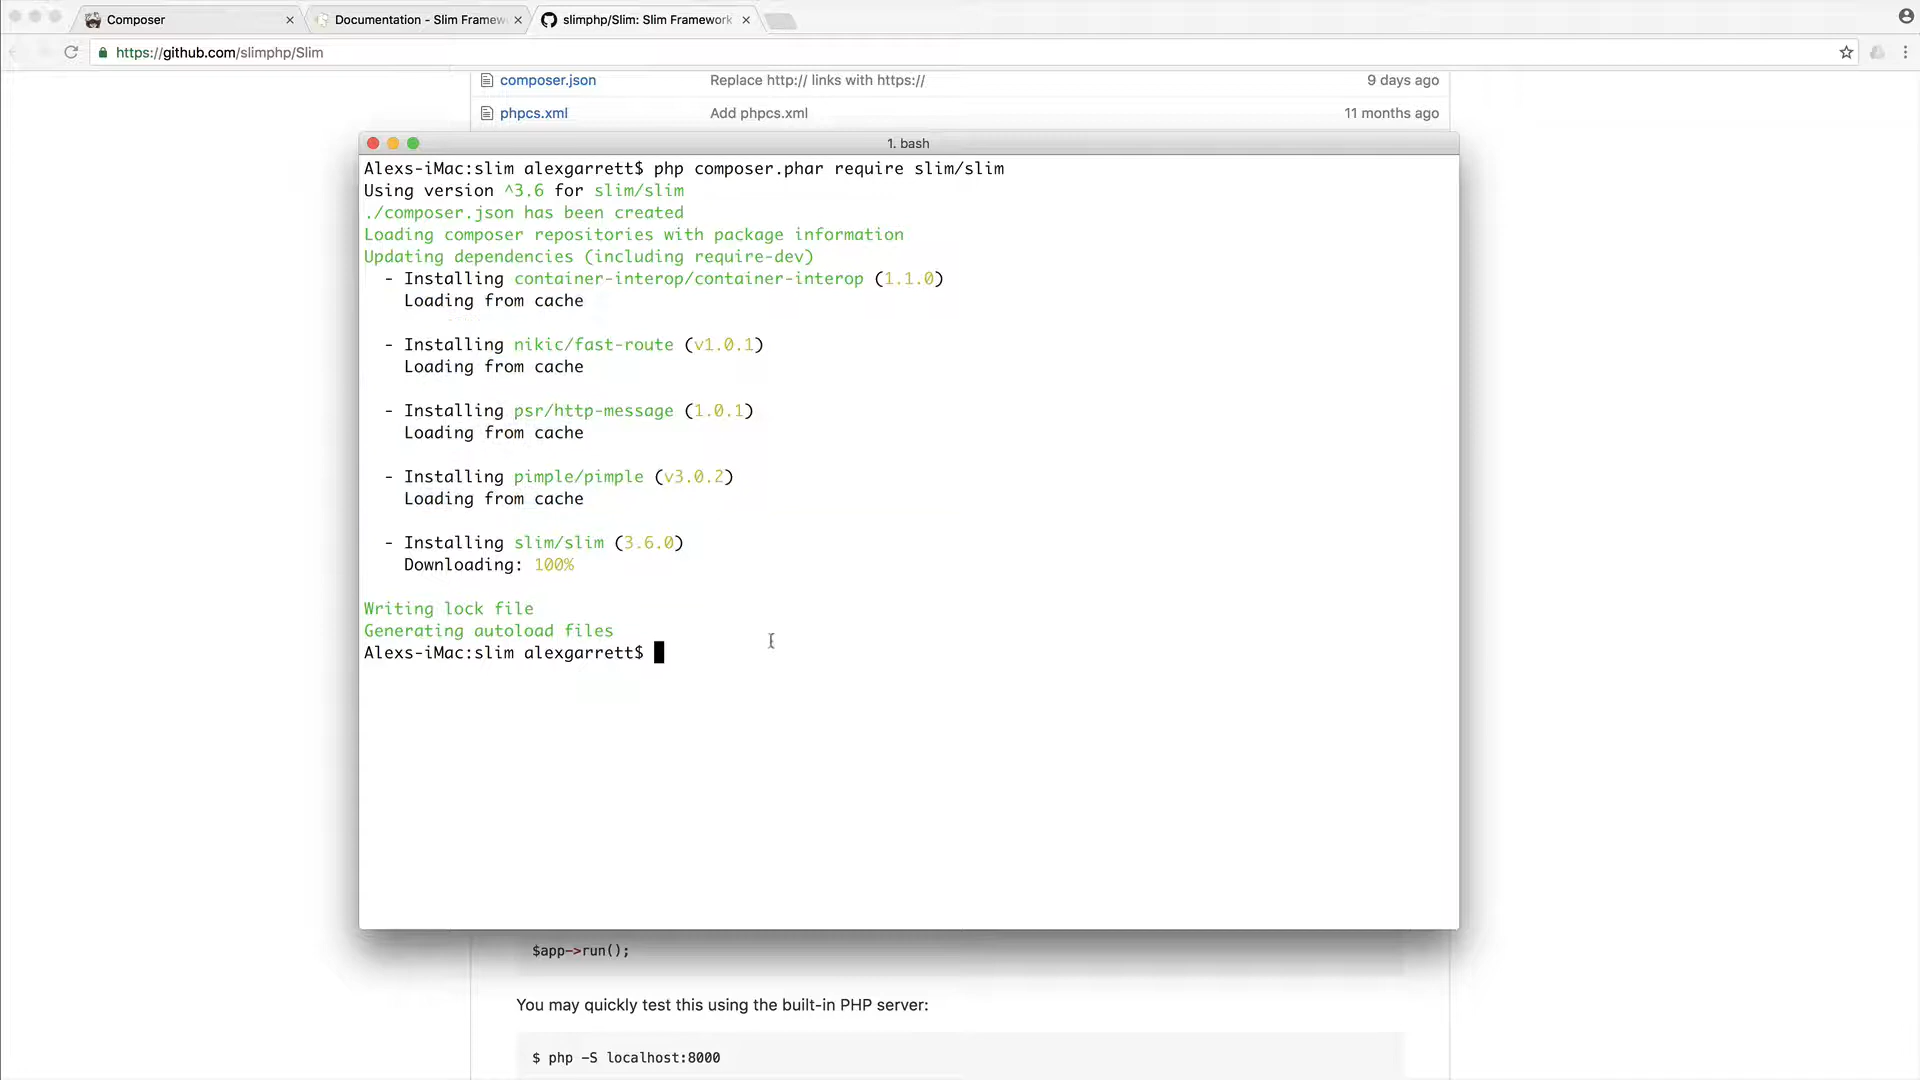 Composer
Documentation - Slim Framew
slimphp/Slim: Slim Framework
https://github.com/slimphp/Slim
composer.json Replace http:// links with https:// 9 days ago
phpcs.xml Add phpcs.xml 11 months ago
1. bash
Alexs-iMac:slim alexgarrett$ php composer.phar require slim/slim
Using version ^3.6 for slim/slim
./composer.json has been created
Loading composer repositories with package information
Updating dependencies (including require-dev)
- Installing container-interop/container-interop (1.1.0)
Loading from cache
- Installing nikic/fast-route (v1.0.1)
Loading from cache
- Installing psr/http-message (1.0.1)
Loading from cache
- Installing pimple/pimple (v3.0.2)
Loading from cache
- Installing slim/slim (3.6.0)
Downloading: 100%
Writing lock file
Generating autoload files
Alexs-iMac:slim alexgarrett$
$app->run();
You may quickly test this using the built-in PHP server:
$ php -S localhost:8000